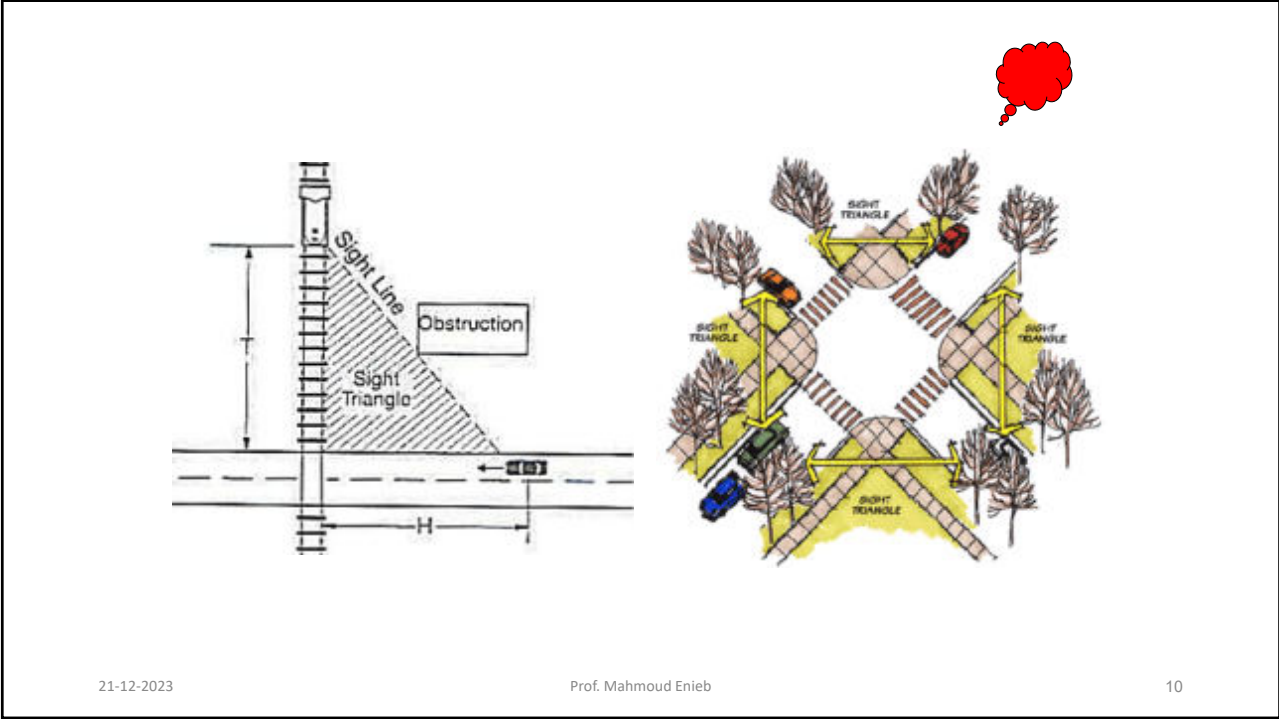 Sight Line
Obstruction
T
Sight
Triangle
H
SIGHT
TRIANGLE
SIGHT
TRIANGLE
SIGHT
TRIANGLE
SIGHT
TRIANGLE
21-12-2023
Prof. Mahmoud Enieb
10